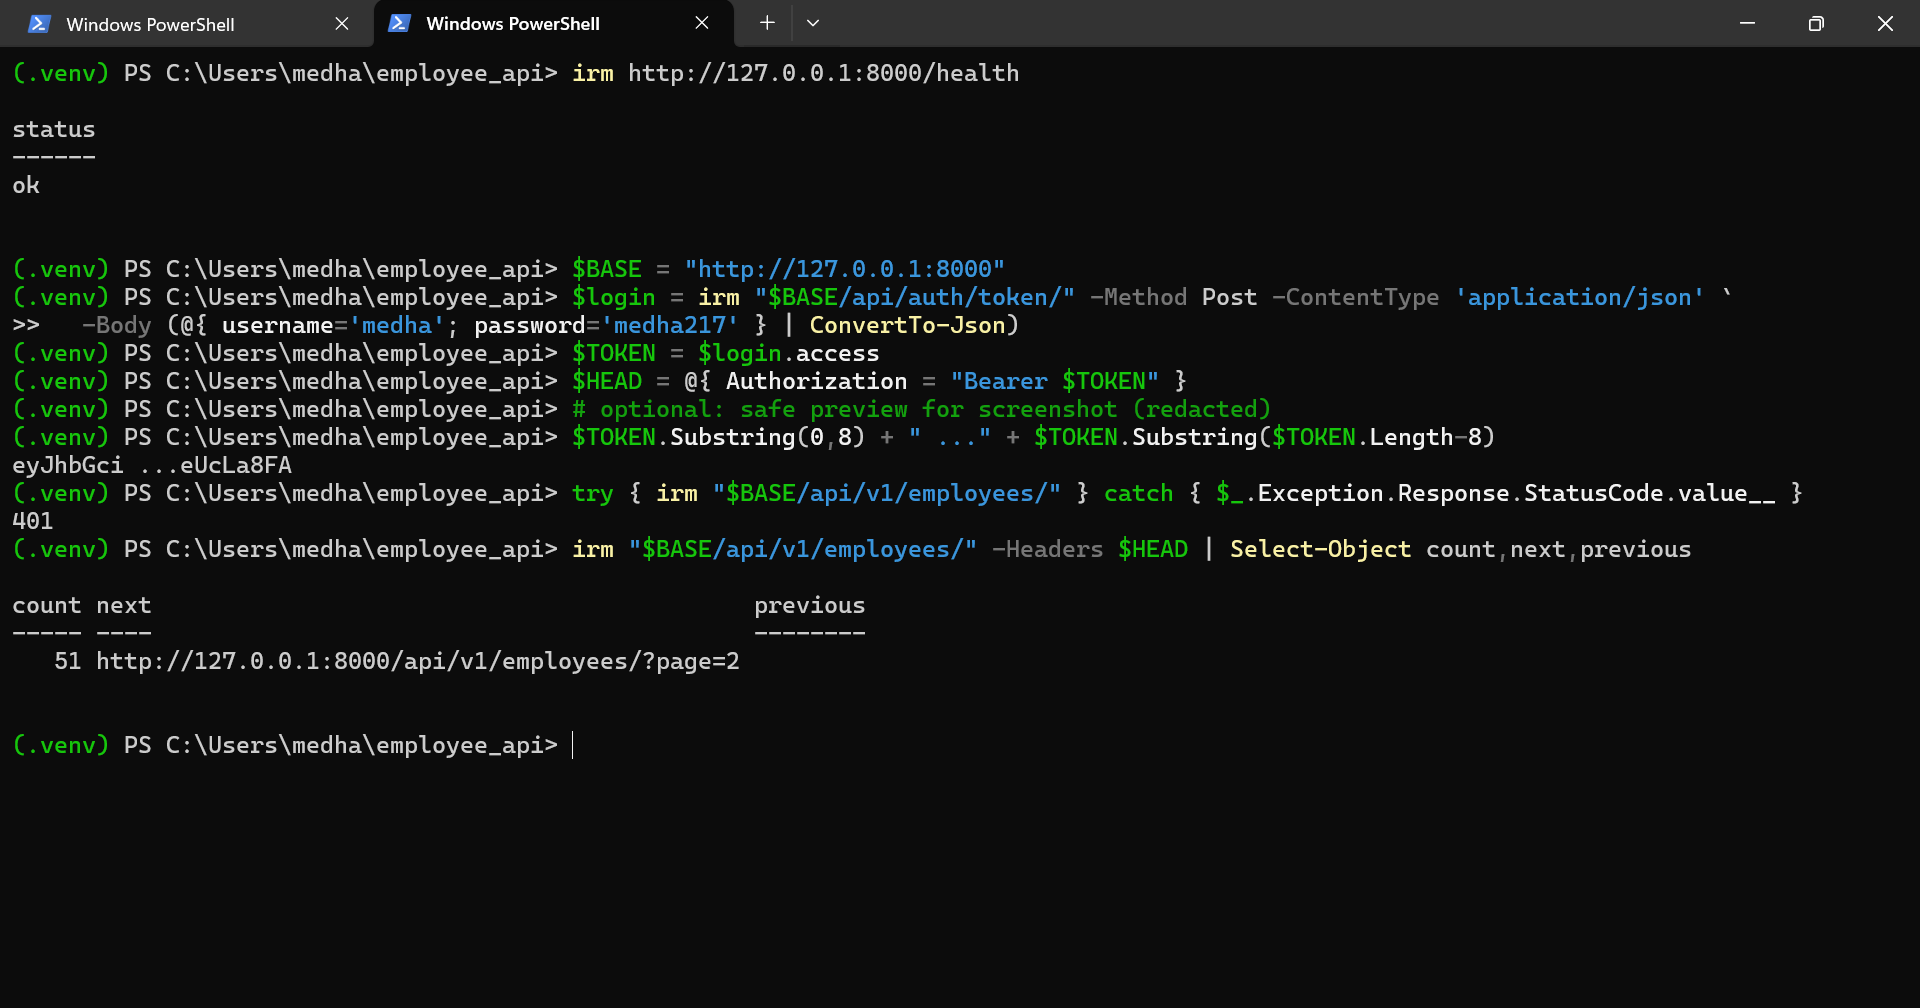 Windows PowerShell
Windows PowerShell
(.venv) PS C:\Users\medha\employee_api> irm http://127.0.0.1:8000/health
status
------
ok
(.venv) PS C:\Users\medha\employee_api> $BASE = "http://127.0.0.1:8000"
(.venv) PS C:\Users\medha\employee_api> $login = irm "$BASE/api/auth/token/" -Method Post -ContentType 'application/json' `
>>   -Body (@{ username='medha'; password='medha217' } | ConvertTo-Json)
(.venv) PS C:\Users\medha\employee_api> $TOKEN = $login.access
(.venv) PS C:\Users\medha\employee_api> $HEAD = @{ Authorization = "Bearer $TOKEN" }
(.venv) PS C:\Users\medha\employee_api> # optional: safe preview for screenshot (redacted)
(.venv) PS C:\Users\medha\employee_api> $TOKEN.Substring(0,8) + " ..." + $TOKEN.Substring($TOKEN.Length-8)
eyJhbGci ...eUcLa8FA
(.venv) PS C:\Users\medha\employee_api> try { irm "$BASE/api/v1/employees/" } catch { $_.Exception.Response.StatusCode.value__ }
401
(.venv) PS C:\Users\medha\employee_api> irm "$BASE/api/v1/employees/" -Headers $HEAD | Select-Object count,next,previous
count next                                           previous
----- ----                                           --------
   51 http://127.0.0.1:8000/api/v1/employees/?page=2
(.venv) PS C:\Users\medha\employee_api>